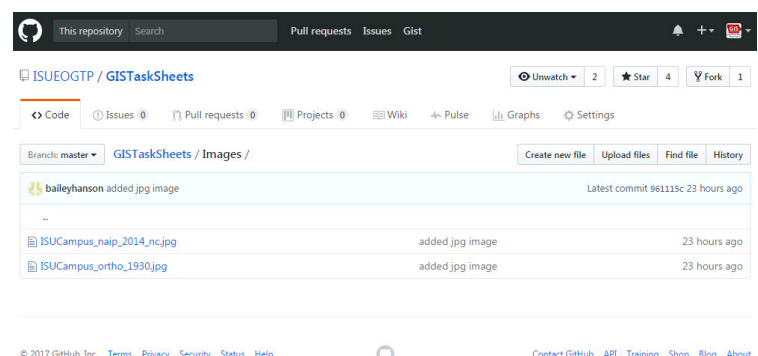 This repository Search Pull requests Issues Gist
ISUEOGTP / GISTaskSheets Unwatch 2 Star 4 Fork 1
Code Issues 0 Pull requests 0 Projects 0 Wiki Pulse Graphs Settings
Branch: master GISTaskSheets / Images / Create new file Upload files Find file History
baileyhanson added jpg image Latest commit 961115c 23 hours ago
..
ISUCampus_naip_2014_nc.jpg added jpg image 23 hours ago
ISUCampus_ortho_1930.jpg added jpg image 23 hours ago
© 2017 GitHub, Inc. Terms Privacy Security Status Help Contact GitHub API Training Shop Blog About